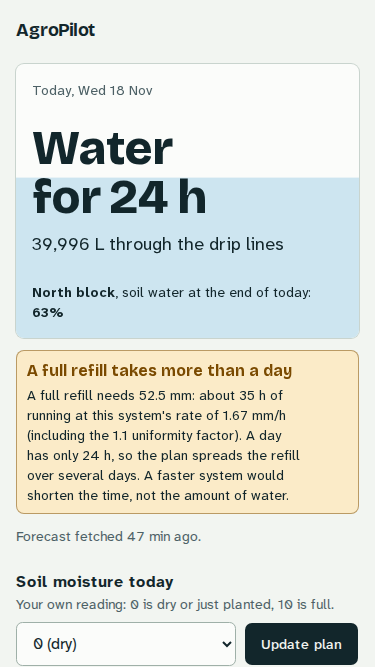 AgroPilot
Today, Wed 18 Nov
Water
for 24 h
39,996 L through the drip lines
North block, soil water at the end of today:
63%
A full refill takes more than a day
A full refill needs 52.5 mm: about 35 h of
running at this system's rate of 1.67 mm/h
(including the 1.1 uniformity factor). A day
has only 24 h, so the plan spreads the refill
over several days. A faster system would
shorten the time, not the amount of water.
Forecast fetched 47 min ago.
Soil moisture today
Your own reading: 0 is dry or just planted, 10 is full.
0 (dry)
Update plan